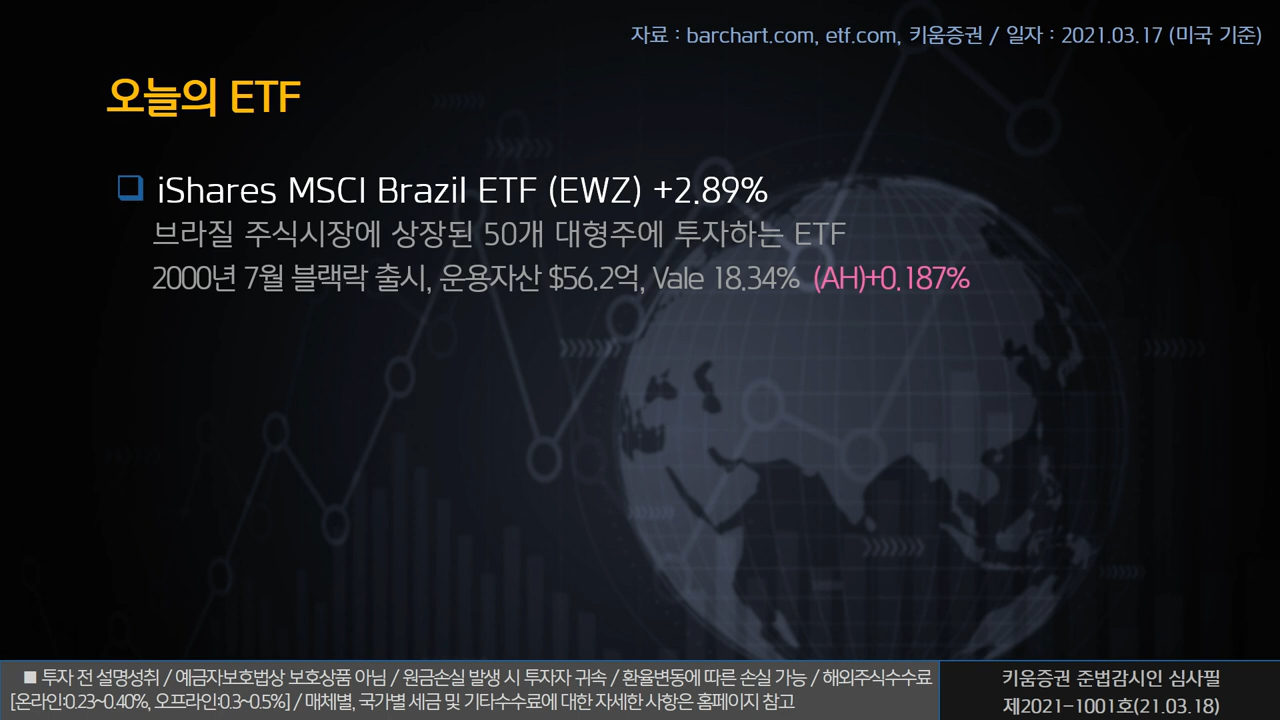 자료 : barchart.com, etf.com, 키움증권 / 일자 : 2021.03.17 (미국 기준)
오늘의 ETF
iShares MSCI Brazil ETF (EWZ) +2.89%
브라질 주식시장에 상장된 50개 대형주에 투자하는 ETF
2000년 7월 블랙락 출시, 운용자산 $56.2억, Vale 18.34% (AH)+0.187%
■ 투자 전 설명성취 / 예금자보호법상 보호상품 아님 / 원금손실 발생 시 투자자 귀속 / 환율변동에 따른 손실 가능 / 해외주식수수료
[온라인:0.23~0.40%, 오프라인:0.3~0.5%] / 매체별, 국가별 세금 및 기타수수료에 대한 자세한 사항은 홈페이지 참고
키움증권 준법감시인 심사필
제2021-1001호(21.03.18)